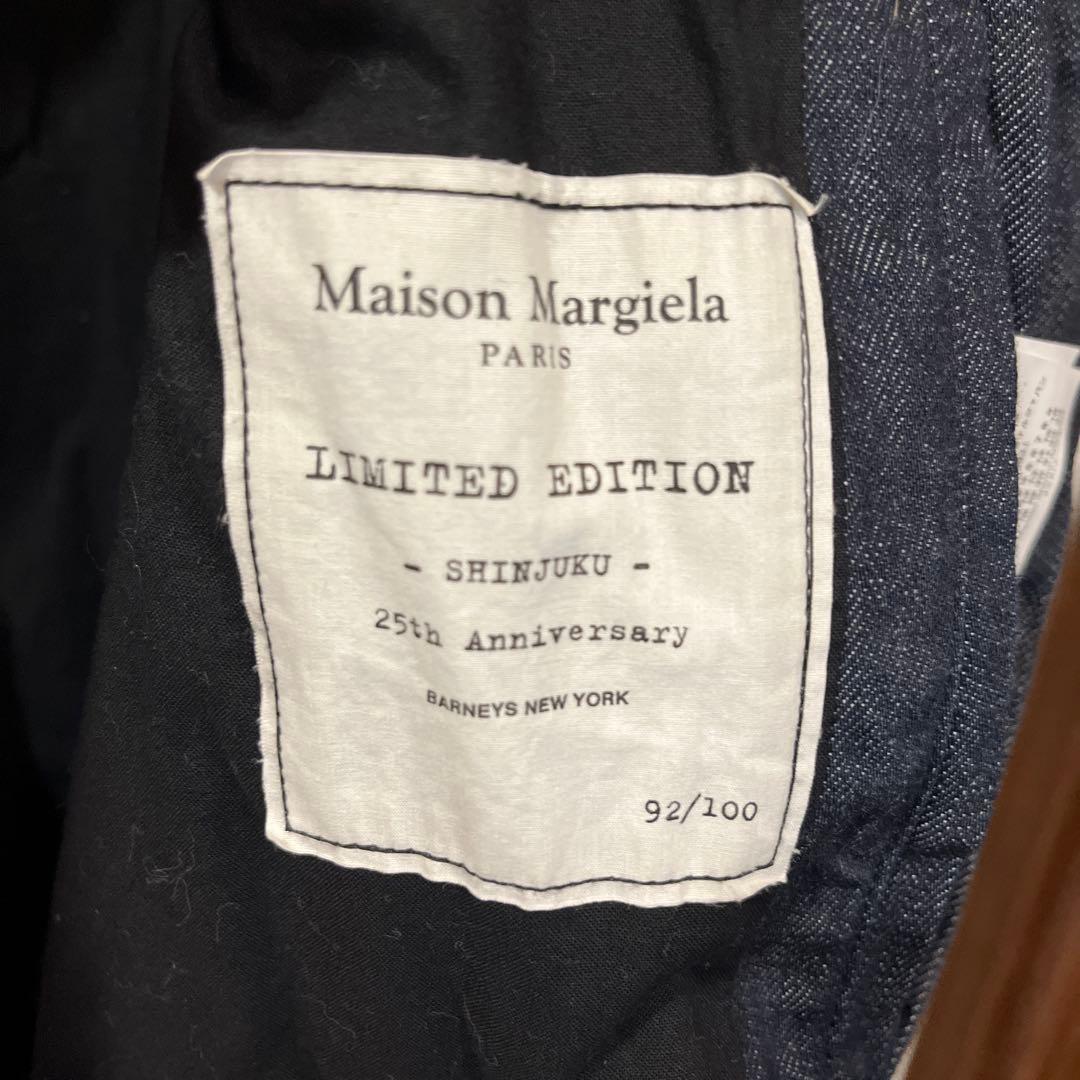 Maison Margiela
PARIS
LIMITED EDITION
- SHINJUKU -
25th Anniversary
BARNEYS NEW YORK
92/100